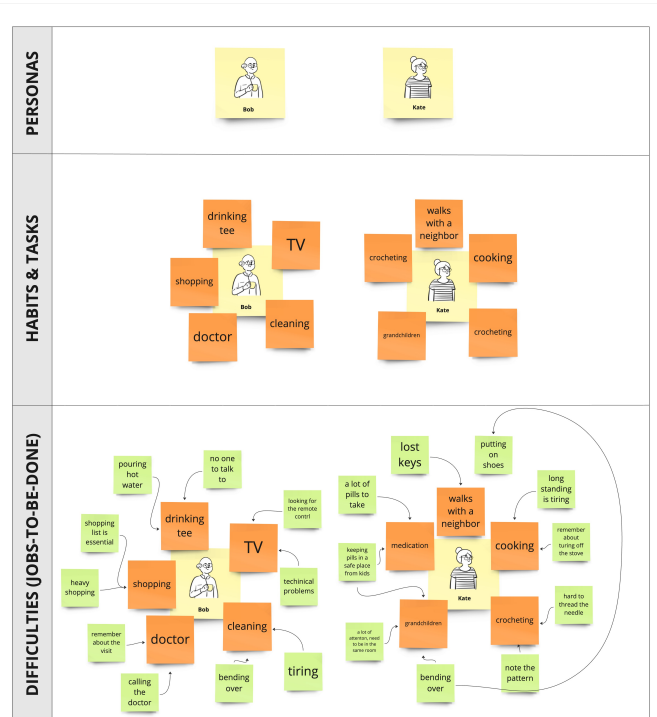 PERSONAS
Bob
Kate
HABITS & TASKS
drinking
tee
TV
shopping
Bob
doctor
cleaning
walks
with a
neighbor
crocheting
cooking
Kate
grandchildren
crocheting
DIFFICULTIES (JOBS-TO-BE-DONE)
pouring
hot
water
no one
to talk
to
drinking
tee
looking for the
remote
contrl
TV
shopping
list is
essential
heavy
shopping
shopping
Bob
techinical
problems
remember
about the
visit
doctor
cleaning
calling
the
doctor
bending
over
tiring
lost
keys
putting
on
shoes
a lot of
pills to
take
walks
with a
neighbor
long
standing
is tiring
medication
cooking
remember
about
turing off
the stove
keeping
pills in a
safe place
from kids
Kate
hard to
thread the
needle
grandchildren
crocheting
a lot of
attenton, need
to be in the
same room
bending
over
note the
pattern